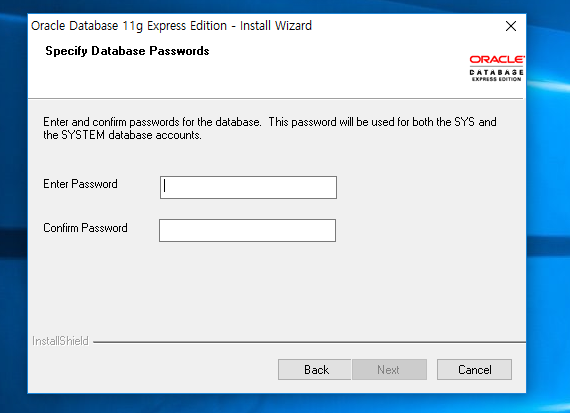 Oracle Database 11g Express Edition - Install Wizard
Specify Database Passwords
ORACLE
DATABASE
EXPRESS EDITION
Enter and confirm passwords for the database. This password will be used for both the SYS and
the SYSTEM database accounts.
Enter Password
Confirm Password
InstallShield
Back Next Cancel